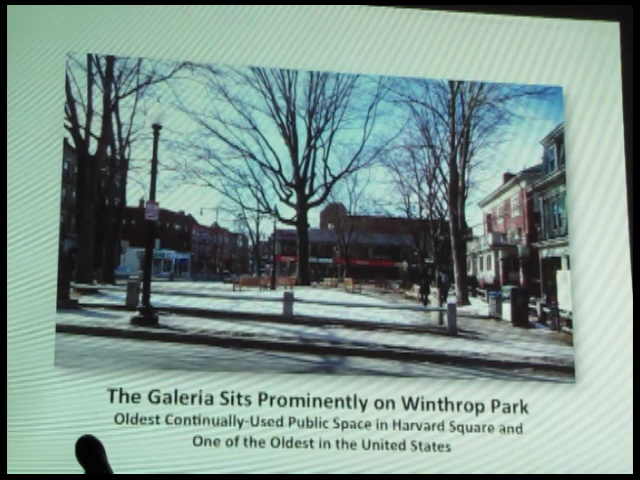 The Galeria Sits Prominently on Winthrop Park
Oldest Continually-Used Public Space in Harvard Square and
One of the Oldest in the United States